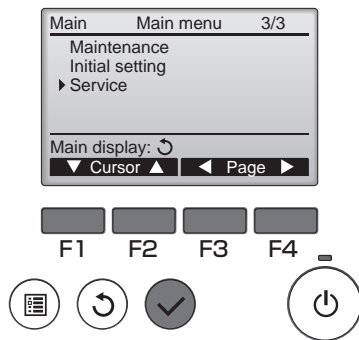 Main Main menu 3/3
Maintenance
Initial setting
Service
Main display:
Cursor Page
F1 F2 F3 F4